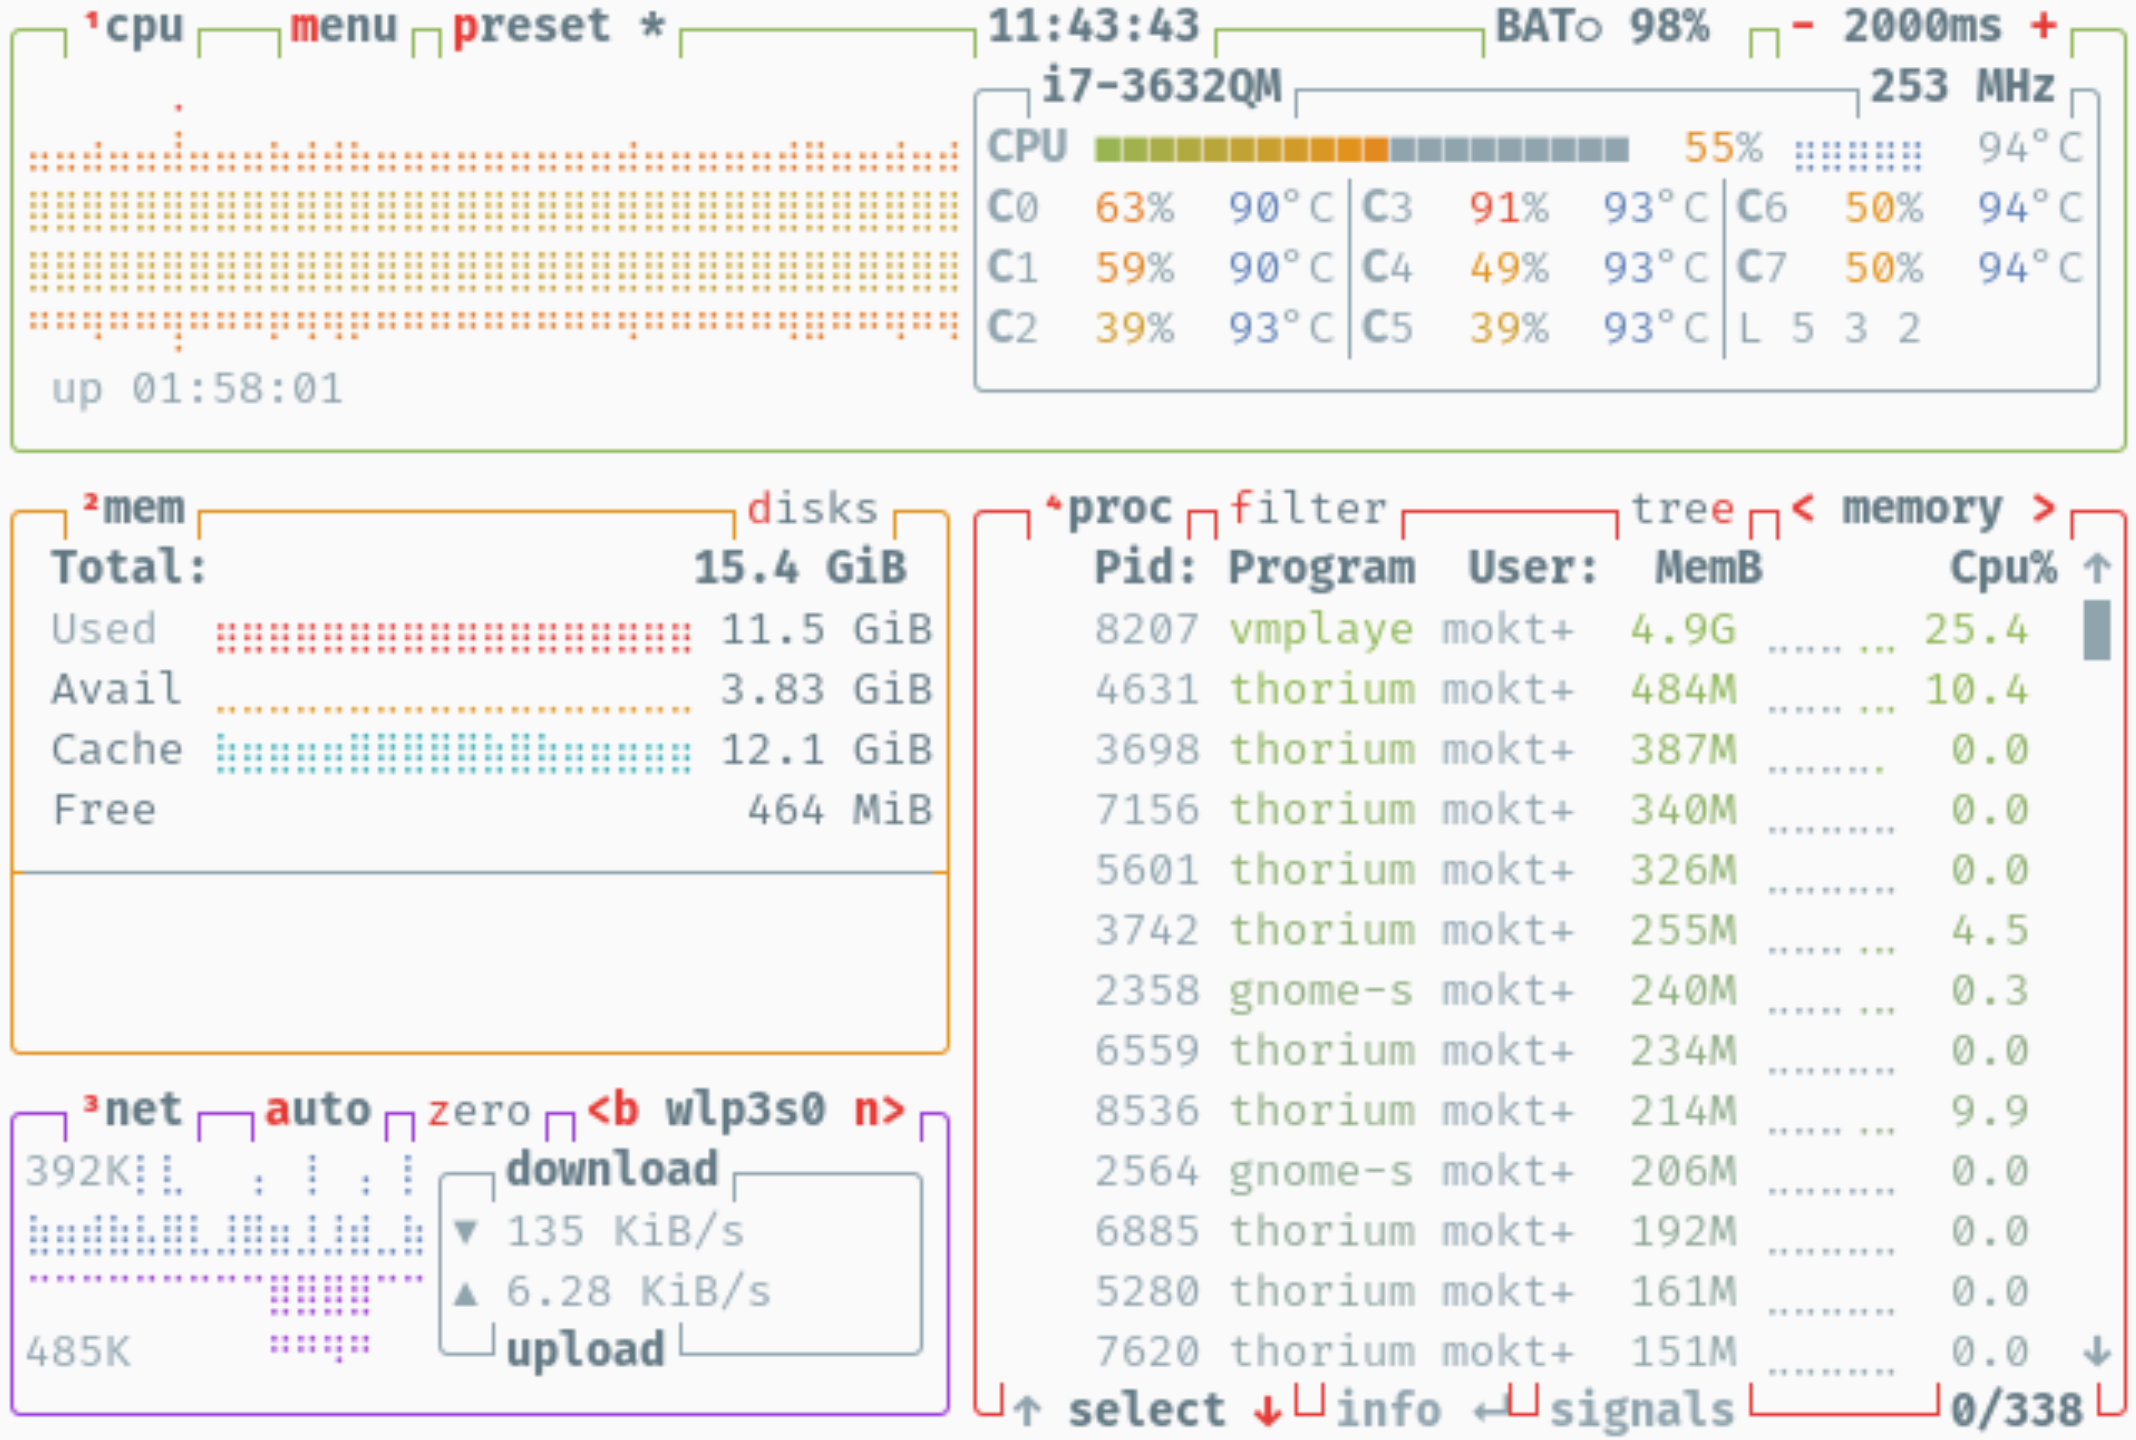 ¹cpu menu preset * 11:43:43 BAT○ 98% - 2000ms +
i7-3632QM 253 MHz
CPU 55% 94°C
C0 63% 90°C C3 91% 93°C C6 50% 94°C
C1 59% 90°C C4 49% 93°C C7 50% 94°C
C2 39% 93°C C5 39% 93°C L 5 3 2
up 01:58:01
²mem disks
Total: 15.4 GiB
Used 11.5 GiB
Avail 3.83 GiB
Cache 12.1 GiB
Free 464 MiB
³net auto zero <b wlp3s0 n>
392K download
▼ 135 KiB/s
▲ 6.28 KiB/s
485K upload
⁴proc filter tree < memory >
Pid: Program User: MemB Cpu% ↑
8207 vmplaye mokt+ 4.9G 25.4
4631 thorium mokt+ 484M 10.4
3698 thorium mokt+ 387M 0.0
7156 thorium mokt+ 340M 0.0
5601 thorium mokt+ 326M 0.0
3742 thorium mokt+ 255M 4.5
2358 gnome-s mokt+ 240M 0.3
6559 thorium mokt+ 234M 0.0
8536 thorium mokt+ 214M 9.9
2564 gnome-s mokt+ 206M 0.0
6885 thorium mokt+ 192M 0.0
5280 thorium mokt+ 161M 0.0
7620 thorium mokt+ 151M 0.0 ↓
↑ select ↓ info ↵ signals 0/338